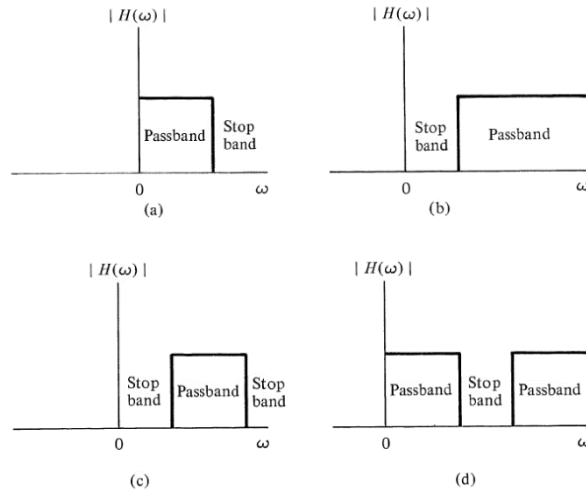 | H(ω) |
Passband
Stop
band
0
ω
(a)
| H(ω) |
Stop
band
Passband
0
ω
(b)
| H(ω) |
Stop
band
Passband
Stop
band
0
ω
(c)
| H(ω) |
Passband
Stop
band
Passband
0
ω
(d)